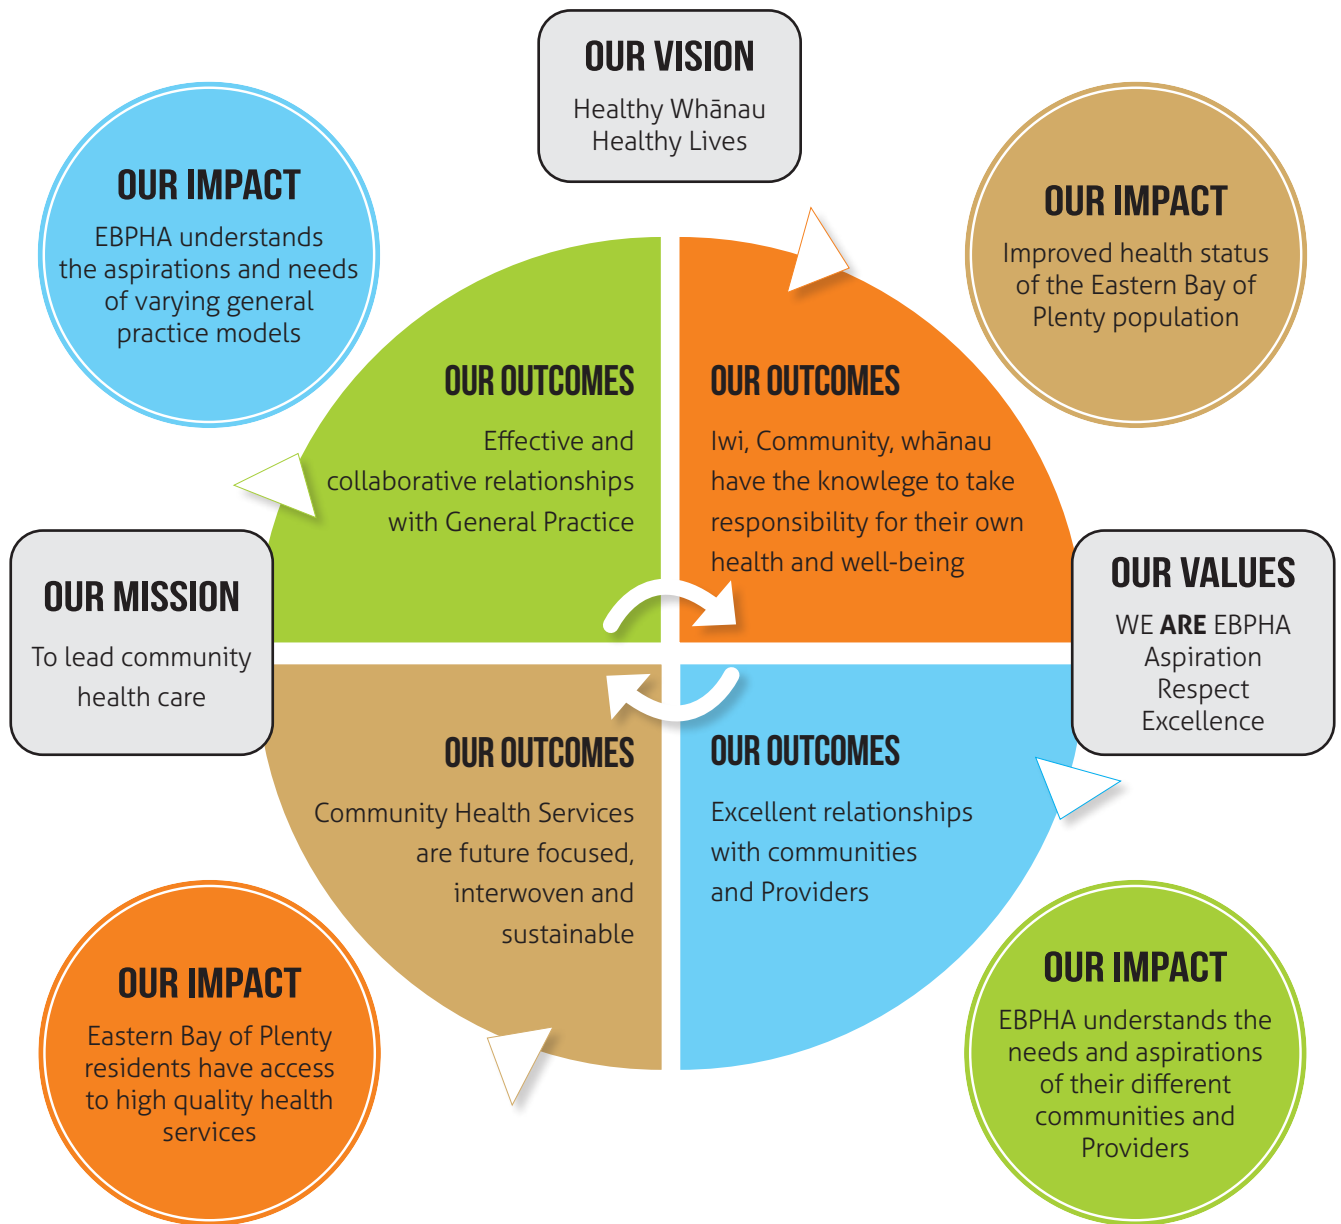 OUR VISION
Healthy Whānau
Healthy Lives
OUR IMPACT
EBPHA understands
the aspirations and needs
of varying general
practice models
OUR IMPACT
Improved health status
of the Eastern Bay of
Plenty population
OUR OUTCOMES
Effective and
collaborative relationships
with General Practice
OUR OUTCOMES
Iwi, Community, whānau
have the knowlege to take
responsibility for their own
health and well-being
OUR MISSION
To lead community
health care
OUR VALUES
WE ARE EBPHA
Aspiration
Respect
Excellence
OUR OUTCOMES
Community Health Services
are future focused,
interwoven and
sustainable
OUR OUTCOMES
Excellent relationships
with communities
and Providers
OUR IMPACT
Eastern Bay of Plenty
residents have access
to high quality health
services
OUR IMPACT
EBPHA understands the
needs and aspirations
of their different
communities and
Providers